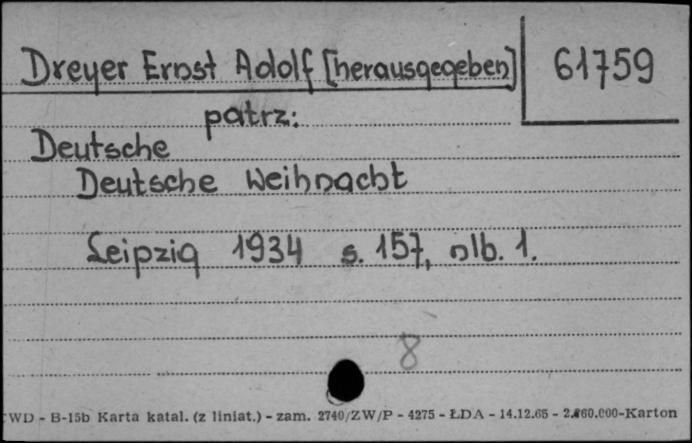 Dreyer Ernst Adolf [herausgegeben]
61759
patrz:
Deutsche
Deutsche Weihnacht
Leipzig 1934 s. 157, nlb. 1.
8
WD - B-15b Karta katal. (z liniat.) - zam. 2740/ZW/P - 4275 - ŁDA - 14.12.65 - 2.860.000-Karton